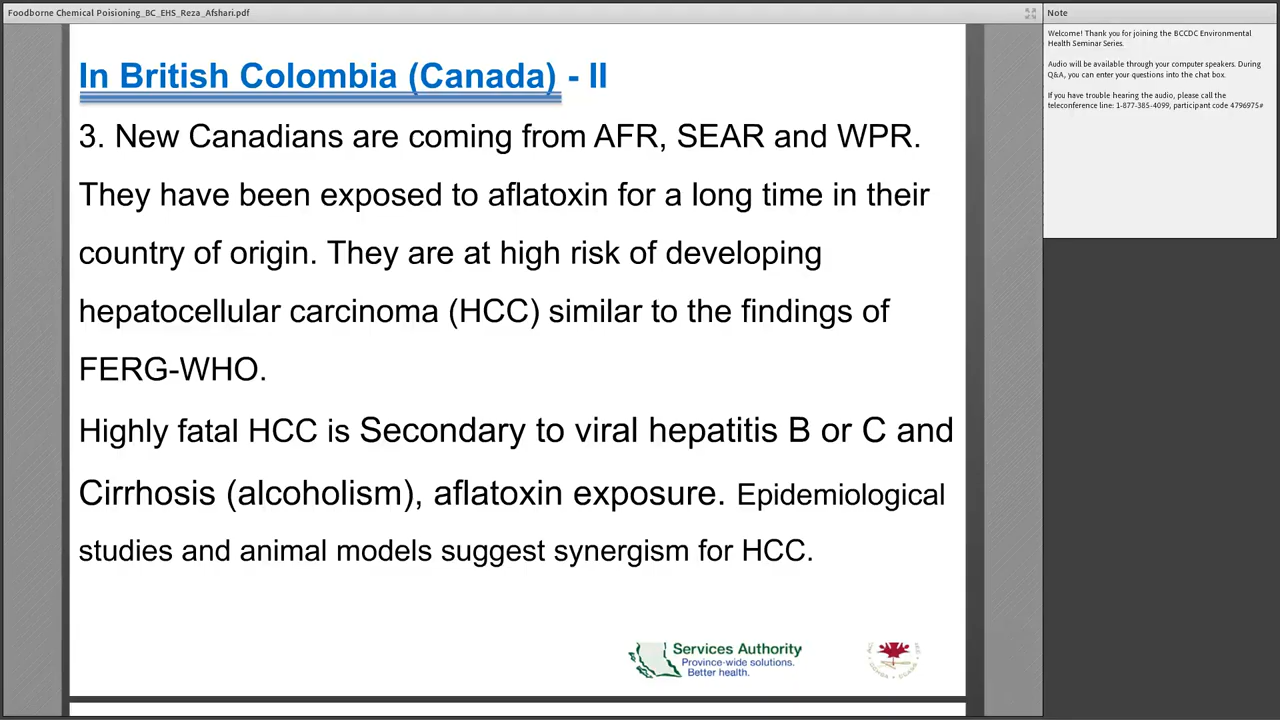 Foodborne Chemical Poisioning_BC_EHS_Reza_Afshari.pdf
In British Colombia (Canada) - II
3. New Canadians are coming from AFR, SEAR and WPR.
They have been exposed to aflatoxin for a long time in their
country of origin. They are at high risk of developing
hepatocellular carcinoma (HCC) similar to the findings of
FERG-WHO.
Highly fatal HCC is Secondary to viral hepatitis B or C and
Cirrhosis (alcoholism), aflatoxin exposure. Epidemiological
studies and animal models suggest synergism for HCC.
Services Authority
Province-wide solutions.
Better health.
Note
Welcome! Thank you for joining the BCCDC Environmental
Health Seminar Series.
Audio will be available through your computer speakers. During
Q&A, you can enter your questions into the chat box.
If you have trouble hearing the audio, please call the
teleconference line: 1-877-385-4099, participant code 4796975#